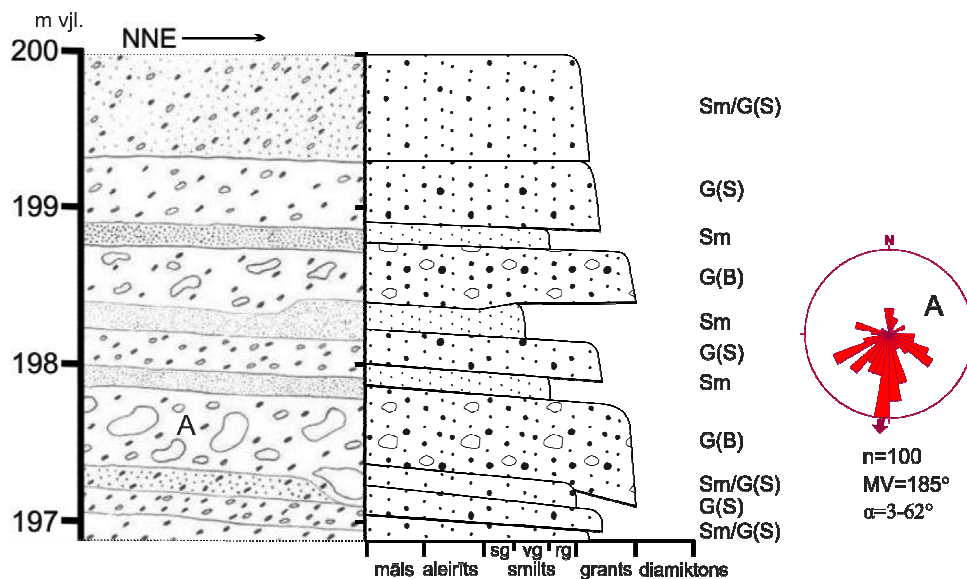 m vjl.
NNE
200
199
198
197
A
Sm/G(S)
G(S)
Sm
G(B)
Sm
G(S)
Sm
G(B)
Sm/G(S)
G(S)
Sm/G(S)
sg vg rg
māls aleirīts smilts grants diamiktons
N
A
n=100
MV=185°
α=3-62°